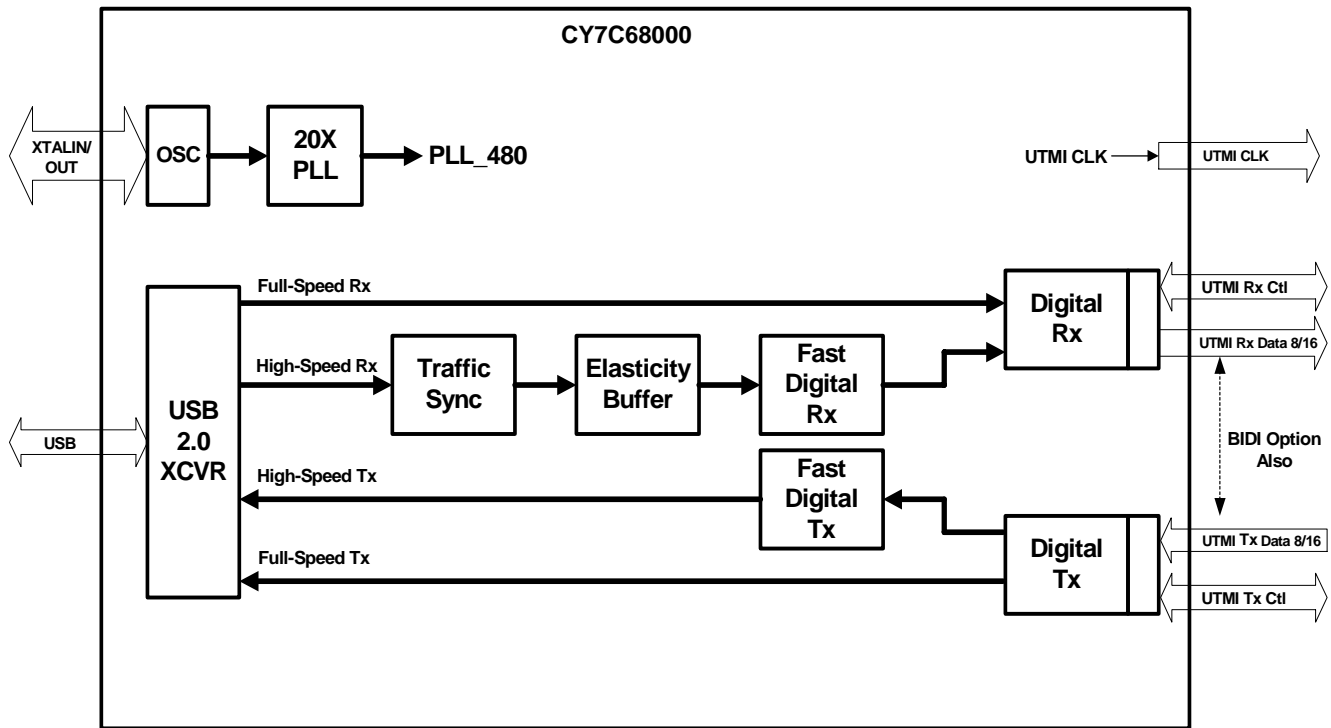 CY7C68000
XTALIN/
OUT
OSC
20X
PLL
PLL_480
UTMI CLK
UTMI CLK
Full-Speed Rx
Digital
Rx
UTMI Rx Ctl
UTMI Rx Data 8/16
High-Speed Rx
Traffic
Sync
Elasticity
Buffer
Fast
Digital
Rx
USB
USB
2.0
XCVR
BIDI Option
Also
High-Speed Tx
Fast
Digital
Tx
Full-Speed Tx
Digital
Tx
UTMI Tx Data 8/16
UTMI Tx Ctl